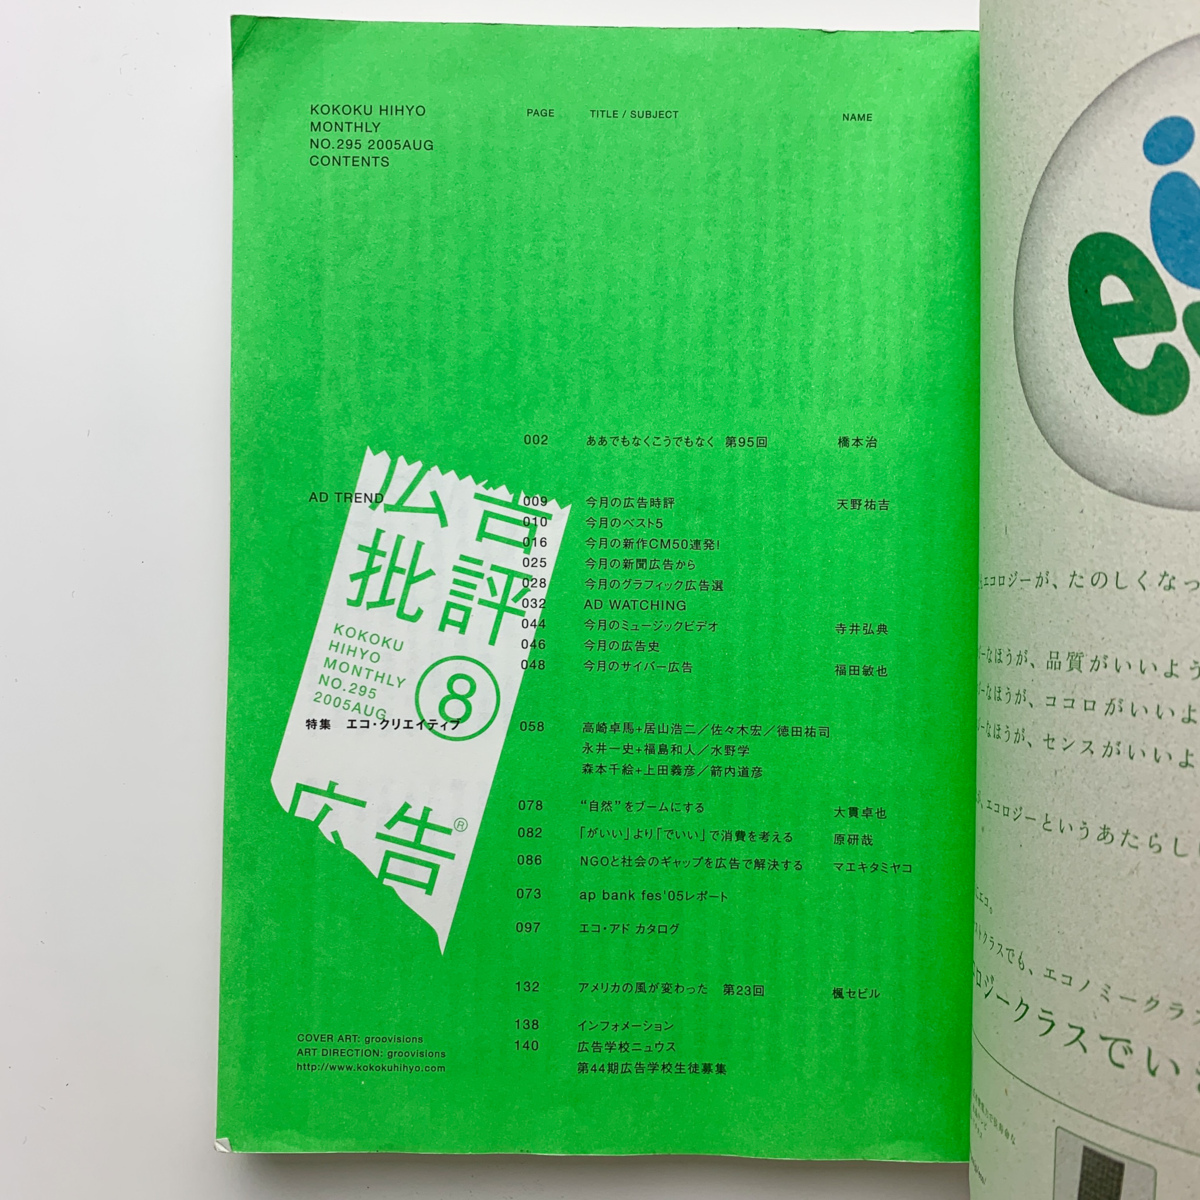 KOKOKU HIHYO
MONTHLY
NO.295 2005AUG
CONTENTS
PAGE TITLE / SUBJECT NAME
002 ああでもなくこうでもなく 第95回 橋本治
AD TREND
009 今月の広告時評 天野祐吉
010 今月のベスト5
016 今月の新作CM50連発!
025 今月の新聞広告から
028 今月のグラフィック広告選
032 AD WATCHING
044 今月のミュージックビデオ 寺井弘典
046 今月の広告史
048 今月のサイバー広告 福田敏也
特集 エコ・クリエイティブ
058 高崎卓馬+居山浩二／佐々木宏／徳田祐司
永井一史+福島和人／水野学
森本千絵+上田義彦／箭内道彦
078 “自然”をブームにする 大貫卓也
082 「がいい」より「でいい」で消費を考える 原研哉
086 NGOと社会のギャップを広告で解決する マエキタミヤコ
073 ap bank fes'05レポート
097 エコ・アド カタログ
132 アメリカの風が変わった 第23回 楓セビル
138 インフォメーション
140 広告学校ニュウス
第44期広告学校生徒募集
広告
批評
KOKOKU
HIHYO
MONTHLY
NO.295
2005AUG
⑧
広告®
COVER ART: groovisions
ART DIRECTION: groovisions
http://www.kokokuhihyo.com
e
エコロジーが、たのしくなっ
なほうが、品質がいいよう
なほうが、ココロがいいよ
なほうが、センスがいいよ
エコロジーというあたらし
エコ。
クラスでも、エコノミークラ
ジークラスでい